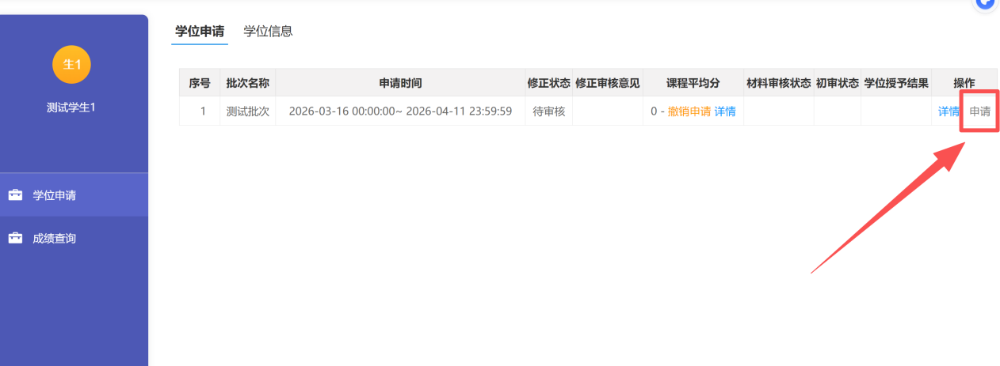 学位申请 学位信息
生1
测试学生1
学位申请
成绩查询
序号 批次名称 申请时间 修正状态 修正审核意见 课程平均分 材料审核状态 初审状态 学位授予结果 操作
1 测试批次 2026-03-16 00:00:00~ 2026-04-11 23:59:59 待审核 0 - 撤销申请 详情 详情 申请